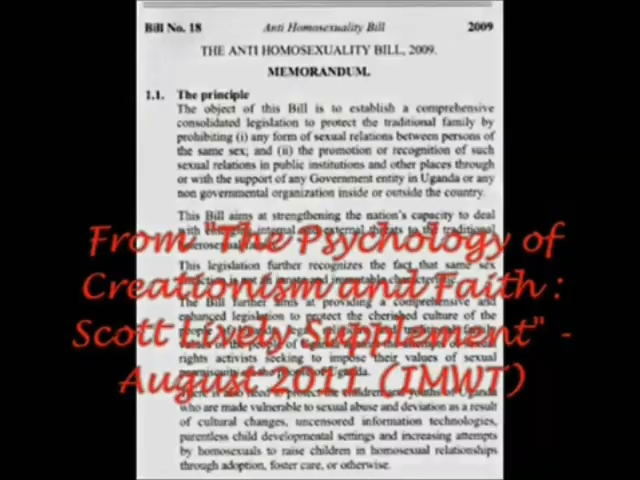 Bill No. 18 Anti Homosexuality Bill 2009
THE ANTI HOMOSEXUALITY BILL, 2009.
MEMORANDUM.
1.1. The principle
The object of this Bill is to establish a comprehensive
consolidated legislation to protect the traditional family by
prohibiting (i) any form of sexual relations between persons of
the same sex; and (ii) the promotion or recognition of such
sexual relations in public institutions and other places through
or with the support of any Government entity in Uganda or any
non governmental organization inside or outside the country.
This Bill aims at strengthening the nation's capacity to deal
with internal and external threats to the traditional
From "The Psychology of
This legislation further recognizes the fact that same sex
Creationism and Faith :
The Bill further aims at providing a comprehensive and
enhanced legislation to protect the cherished culture of the
Scott Lively Supplement" -
rights activists seeking to impose their values of sexual
August 2011 (IMWT)
who are made vulnerable to sexual abuse and deviation as a result
of cultural changes, uncensored information technologies,
parentless child developmental settings and increasing attempts
by homosexuals to raise children in homosexual relationships
through adoption, foster care, or otherwise.